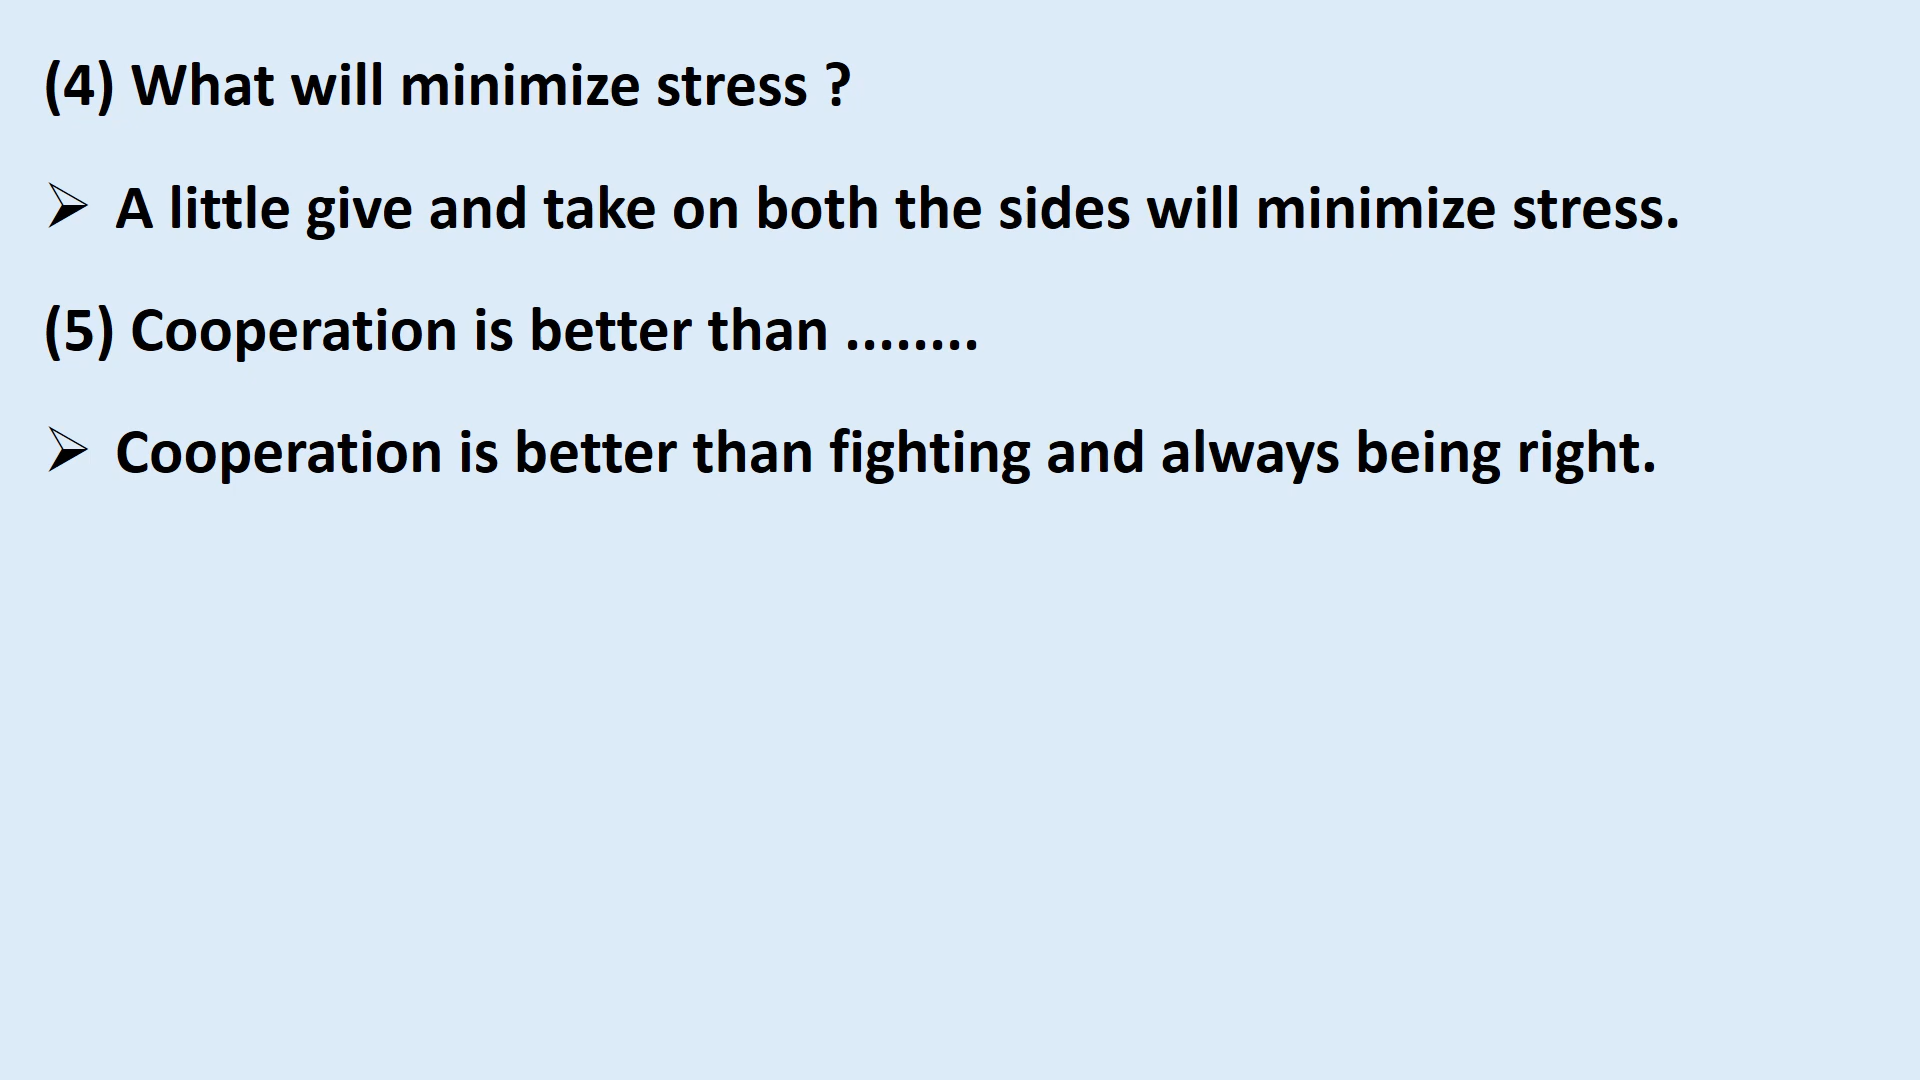 (4) What will minimize stress ?
➢ A little give and take on both the sides will minimize stress.
(5) Cooperation is better than ........
➢ Cooperation is better than fighting and always being right.